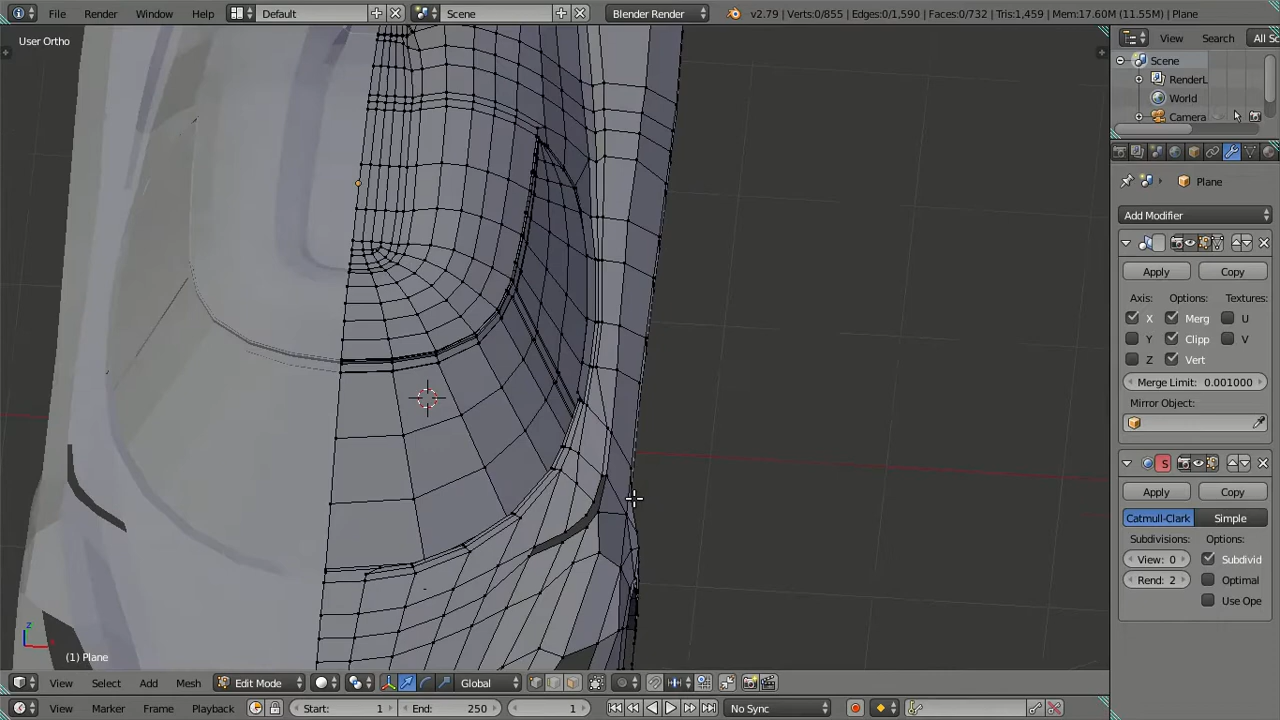 File Render Window Help Default Scene Blender Render v2.79 | Verts:0/855 | Edges:0/1,590 | Faces:0/732 | Tris:1,459 | Mem:17.60M (11.55M) | Plane
User Ortho
View Search All Sc
Scene
RenderL
World
Camera
Plane
Add Modifier
Apply Copy
Axis: Options: Textures:
X Merg U
Y Clipp V
Z Vert
Merge Limit: 0.001000
Mirror Object:
S
Apply Copy
Catmull-Clark Simple
Subdivisions: Options:
View: 0 Subdivid
Rend: 2 Optimal
Use Ope
z
(1) Plane
View Select Add Mesh Edit Mode Global
View Marker Frame Playback Start: 1 End: 250 1 No Sync